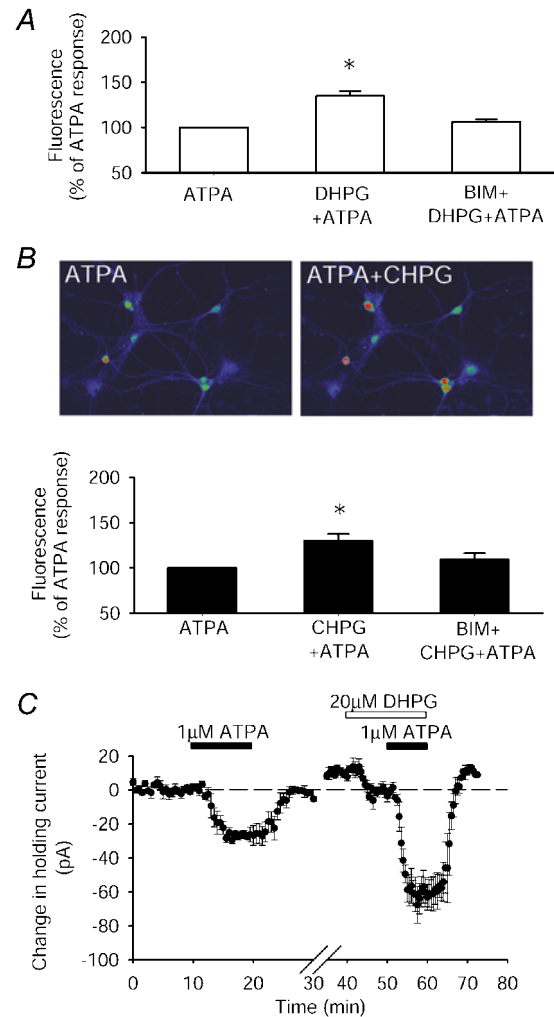 A
200
150
100
50
Fluorescence
(% of ATPA response)
*
ATPA
DHPG
+ATPA
BIM+
DHPG+ATPA
B
ATPA
ATPA+CHPG
200
150
100
50
Fluorescence
(% of ATPA response)
*
ATPA
CHPG
+ATPA
BIM+
CHPG+ATPA
C
20μM DHPG
1μM ATPA
1μM ATPA
20
0
-20
-40
-60
-80
-100
Change in holding current
(pA)
0
10
20
30
40
50
60
70
80
Time (min)